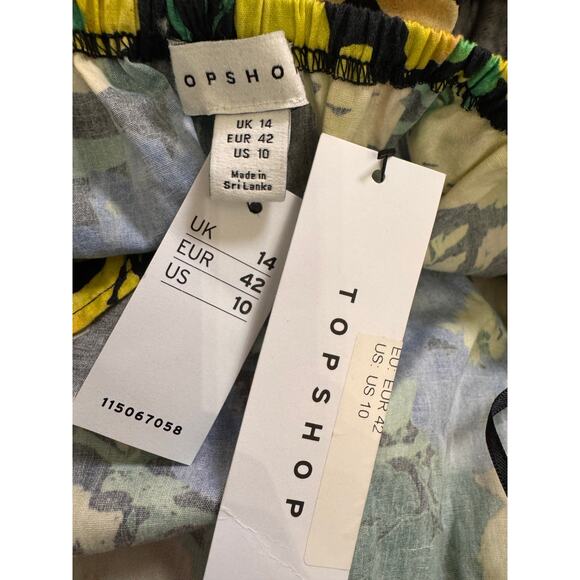 OPSHO
UK 14
EUR 42
US 10
Made in
Sri Lanka
UK 14
EUR 42
US 10
115067058
TOPSHOP
EU: EUR 42
US: US 10